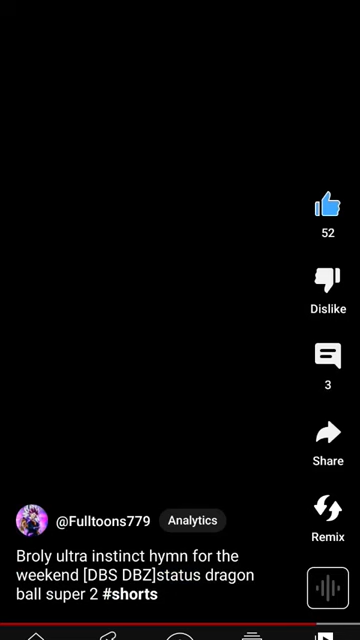 52
Dislike
3
Share
@Fulltoons779 Analytics
Remix
Broly ultra instinct hymn for the
weekend [DBS DBZ]status dragon
ball super 2 #shorts